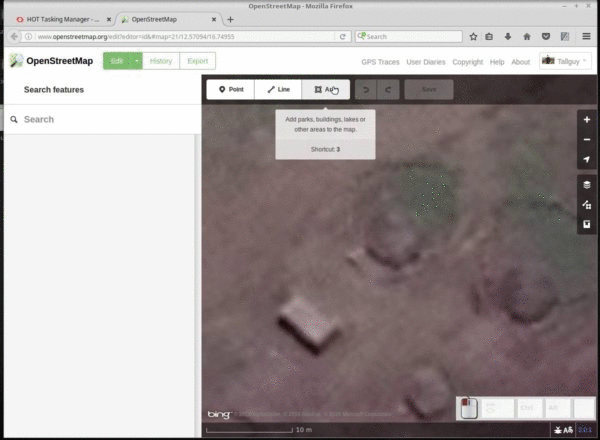 OpenStreetMap - Mozilla Firefox
HOT Tasking Manager - ...
OpenStreetMap
www.openstreetmap.org/edit?editor=id&#map=21/12.57094/16.74955
Search
OpenStreetMap
Edit
History
Export
GPS Traces
User Diaries
Copyright
Help
About
Tallguy
Search features
Point
Line
Save
Search
Add parks, buildings, lakes or
other areas to the map.
Shortcut: 3
bing
Ctrl
Alt
10 m
2.0.1